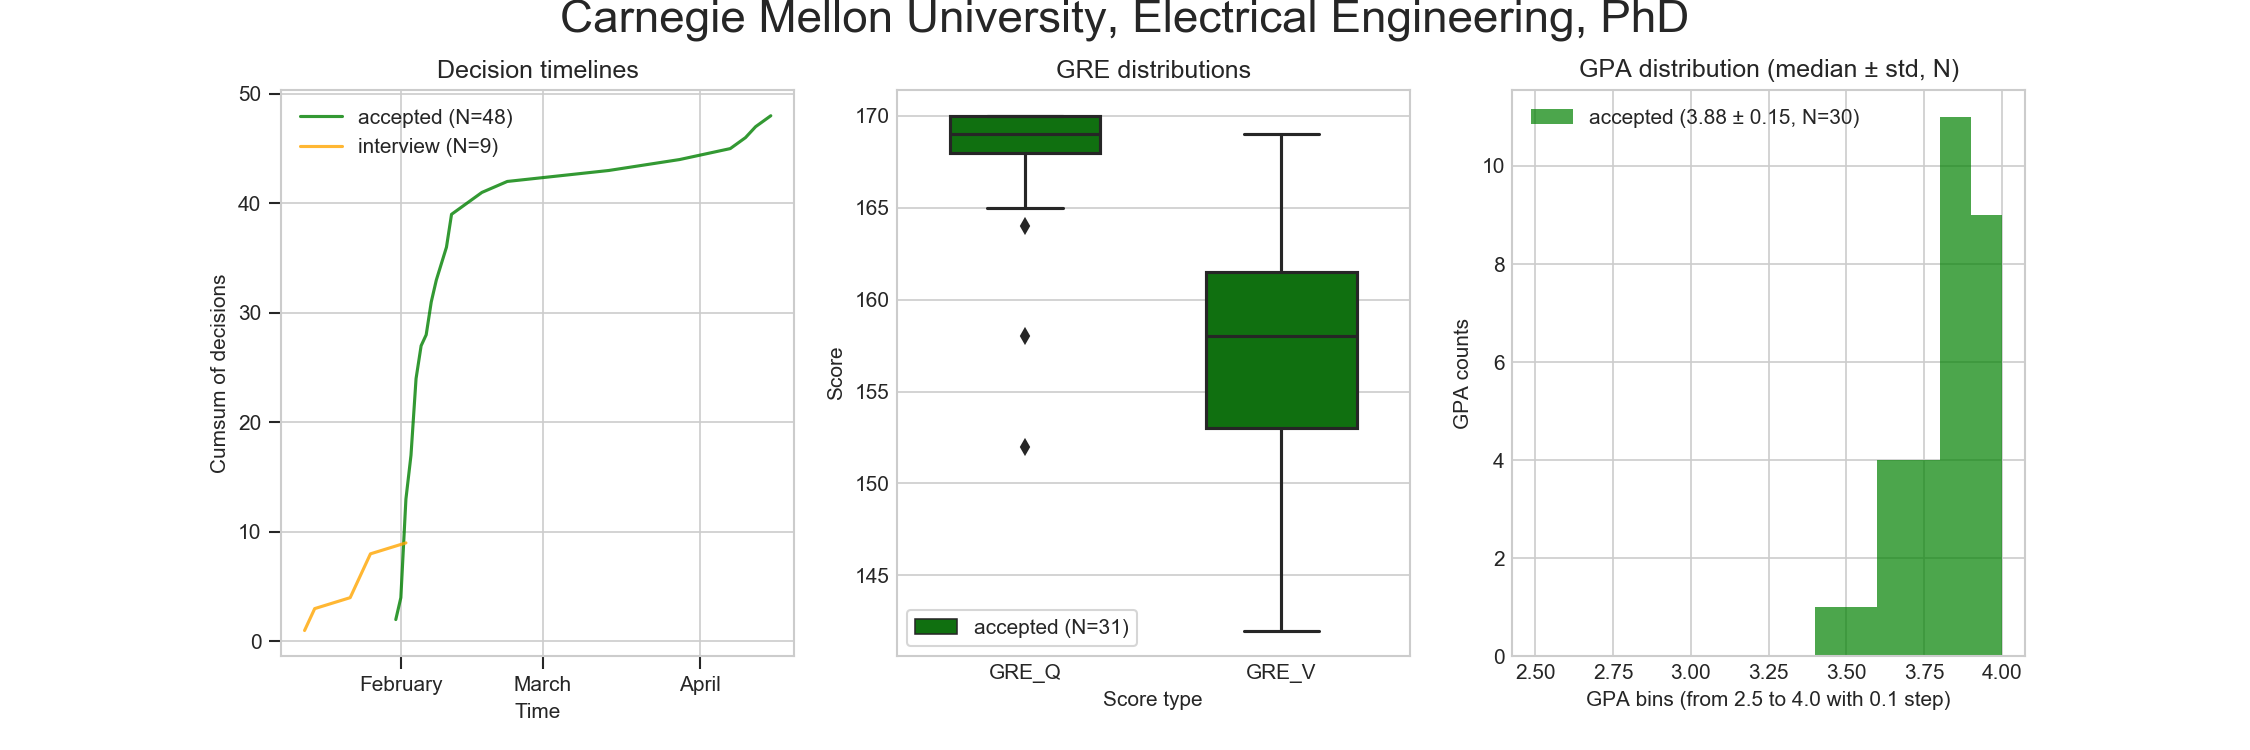 Carnegie Mellon University, Electrical Engineering, PhD
Decision timelines
50
40
30
20
10
0
Cumsum of decisions
accepted (N=48)
interview (N=9)
February
March
April
Time
GRE distributions
170
165
160
155
150
145
Score
accepted (N=31)
GRE_Q
GRE_V
Score type
GPA distribution (median ± std, N)
accepted (3.88 ± 0.15, N=30)
10
8
6
4
2
0
GPA counts
2.50
2.75
3.00
3.25
3.50
3.75
4.00
GPA bins (from 2.5 to 4.0 with 0.1 step)